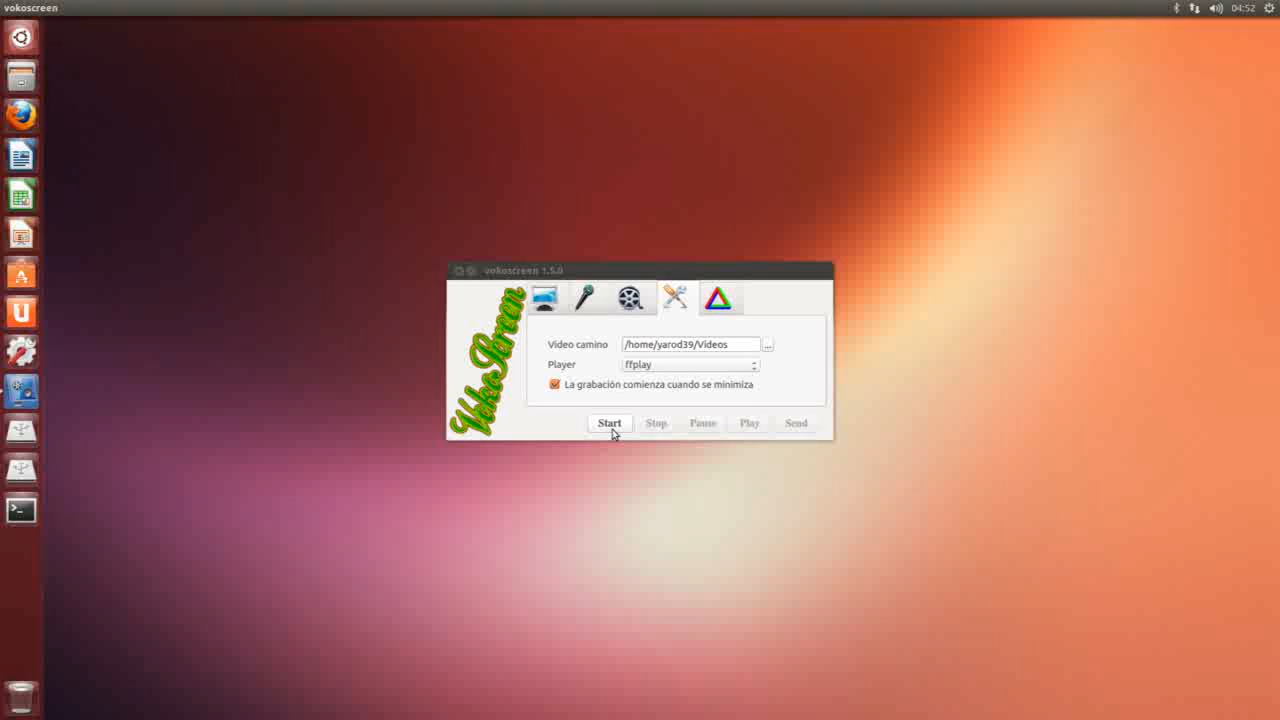 vokoscreen
04:52
vokoscreen 1.5.0
VokoScreen
Video camino /home/yarod39/Videos ...
Player ffplay
La grabación comienza cuando se minimiza
Start Stop Pause Play Send